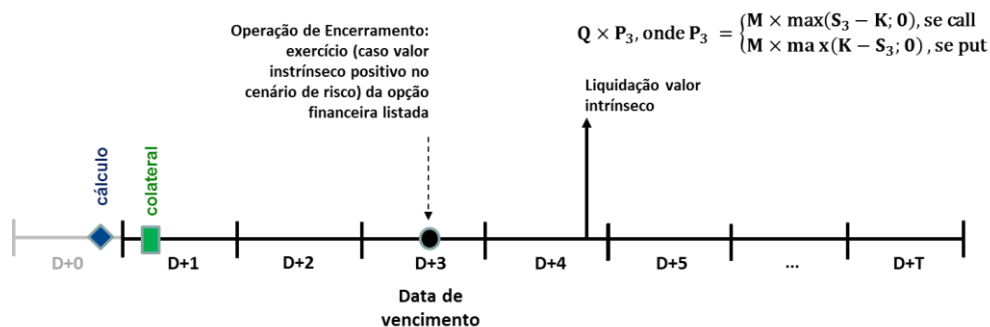 Operação de Encerramento:
exercício (caso valor
instrínseco positivo no
cenário de risco) da opção
financeira listada
Q × P₃, onde P₃ = {M × max(S₃ − K; 0), se call
M × ma x(K − S₃; 0) , se put
Liquidação valor
intrínseco
cálculo
colateral
D+0 D+1 D+2 D+3 D+4 D+5 ... D+T
Data de
vencimento